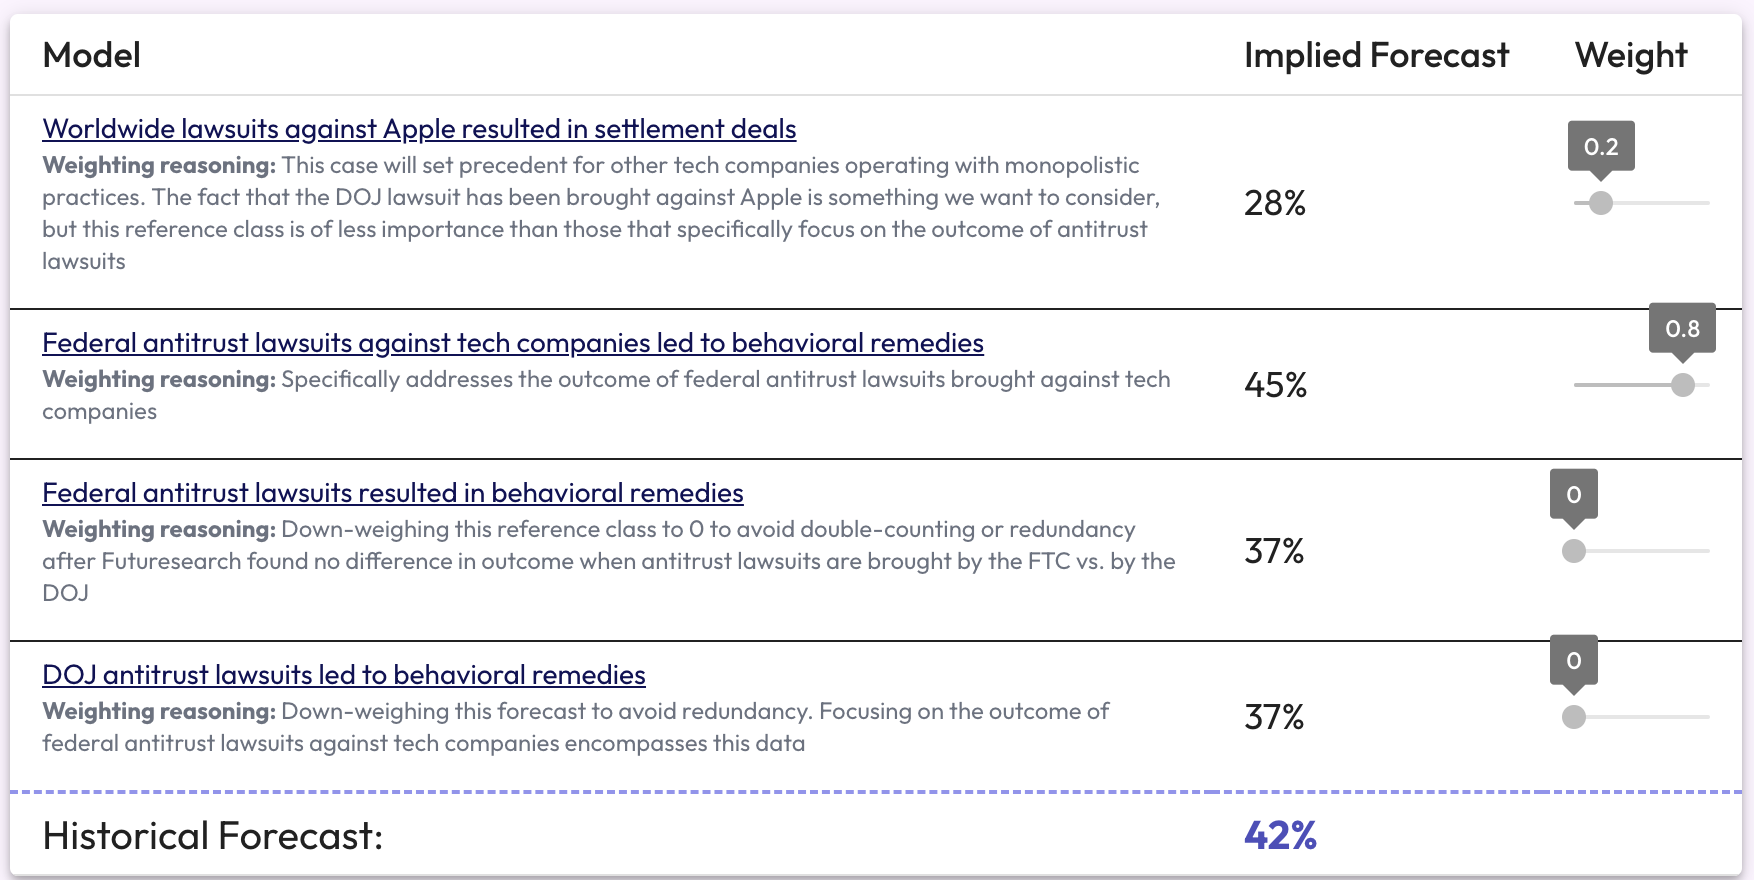 Model Implied Forecast Weight
Worldwide lawsuits against Apple resulted in settlement deals
Weighting reasoning: This case will set precedent for other tech companies operating with monopolistic
practices. The fact that the DOJ lawsuit has been brought against Apple is something we want to consider,
but this reference class is of less importance than those that specifically focus on the outcome of antitrust
lawsuits
28%
0.2
Federal antitrust lawsuits against tech companies led to behavioral remedies
Weighting reasoning: Specifically addresses the outcome of federal antitrust lawsuits brought against tech
companies
45%
0.8
Federal antitrust lawsuits resulted in behavioral remedies
Weighting reasoning: Down-weighing this reference class to 0 to avoid double-counting or redundancy
after Futuresearch found no difference in outcome when antitrust lawsuits are brought by the FTC vs. by the
DOJ
37%
0
DOJ antitrust lawsuits led to behavioral remedies
Weighting reasoning: Down-weighing this forecast to avoid redundancy. Focusing on the outcome of
federal antitrust lawsuits against tech companies encompasses this data
37%
0
Historical Forecast: 42%